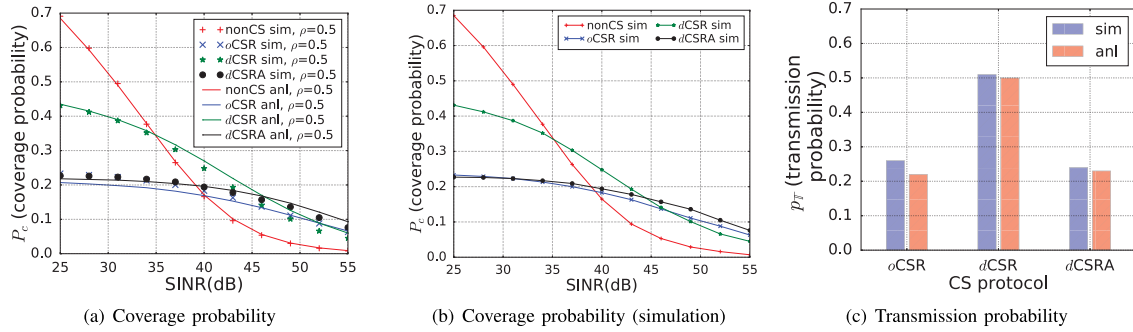 0.7
0.6
0.5
0.4
0.3
0.2
0.1
0.0
P_c (coverage probability)
nonCS sim, ρ=0.5
oCSR sim, ρ=0.5
dCSR sim, ρ=0.5
dCSRA sim, ρ=0.5
nonCS anl, ρ=0.5
oCSR anl, ρ=0.5
dCSR anl, ρ=0.5
dCSRA anl, ρ=0.5
25 30 35 40 45 50 55
SINR(dB)
(a) Coverage probability
0.7
0.6
0.5
0.4
0.3
0.2
0.1
0.0
P_c (coverage probability)
nonCS sim
oCSR sim
dCSR sim
dCSRA sim
25 30 35 40 45 50 55
SINR(dB)
(b) Coverage probability (simulation)
0.7
0.6
0.5
0.4
0.3
0.2
0.1
0.0
p_𝕋 (transmission
probability)
sim
anl
oCSR dCSR dCSRA
CS protocol
(c) Transmission probability